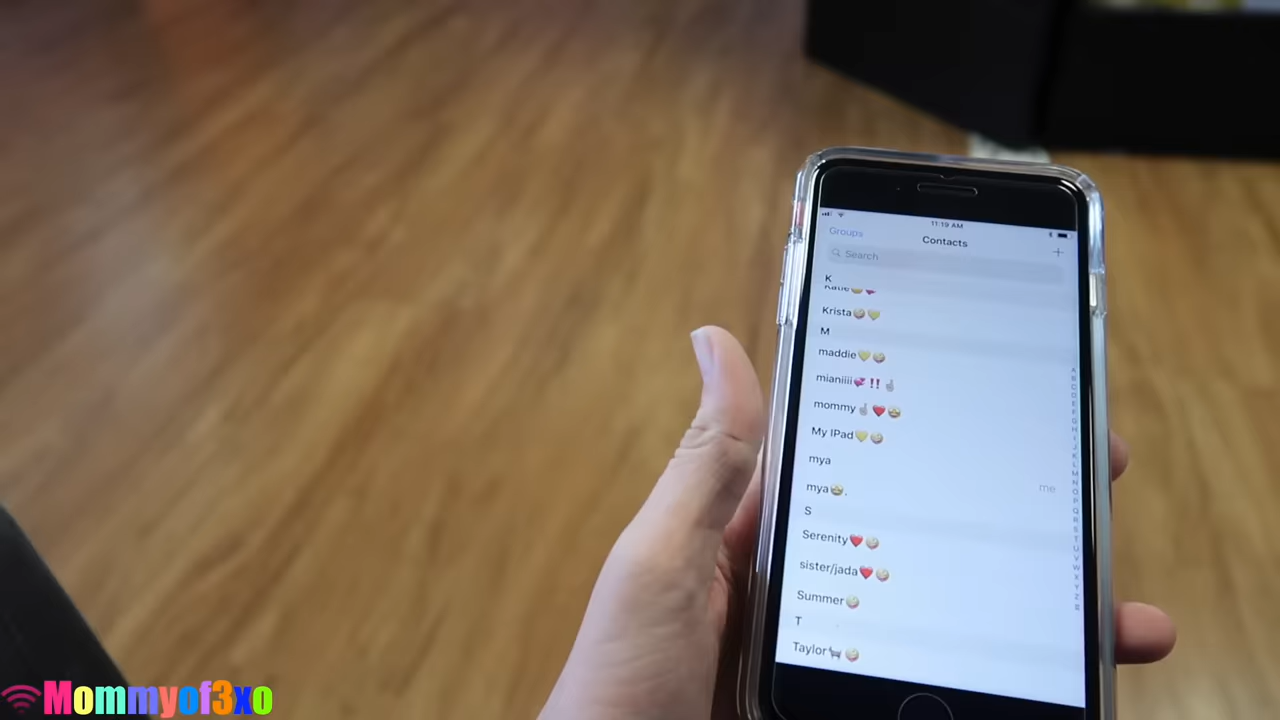 11:19 AM
Groups
Contacts
+
Search
K
Katie
Krista🤪💛
M
maddie💛🤪
mianiiii💞‼️☝🏼
mommy☝🏼❤️🤩
My IPad💛🤪
mya
mya🤩. me
S
Serenity❤️🤪
sister/jada❤️🤪
Summer🤪
T
Taylor🐐🤪
A
B
C
D
E
F
G
H
I
J
K
L
M
N
O
P
Q
R
S
T
U
V
W
X
Y
Z
#
Mommyof3xo